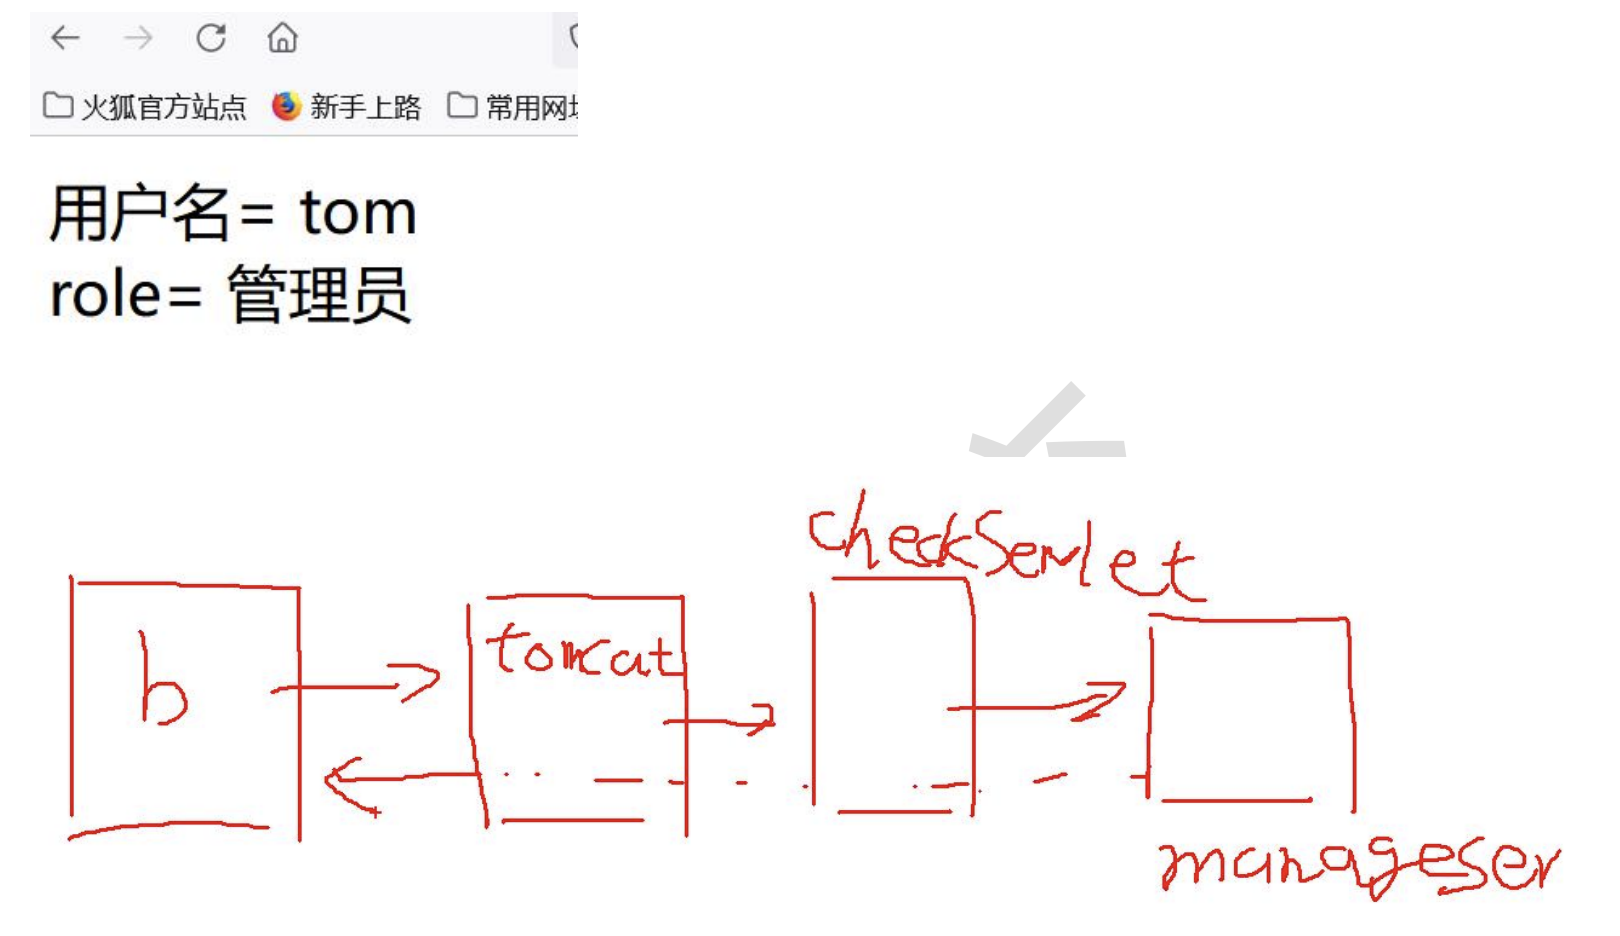 火狐官方站点 新手上路 常用网
用户名= tom
role= 管理员
checkServlet
b
tomcat
manageser